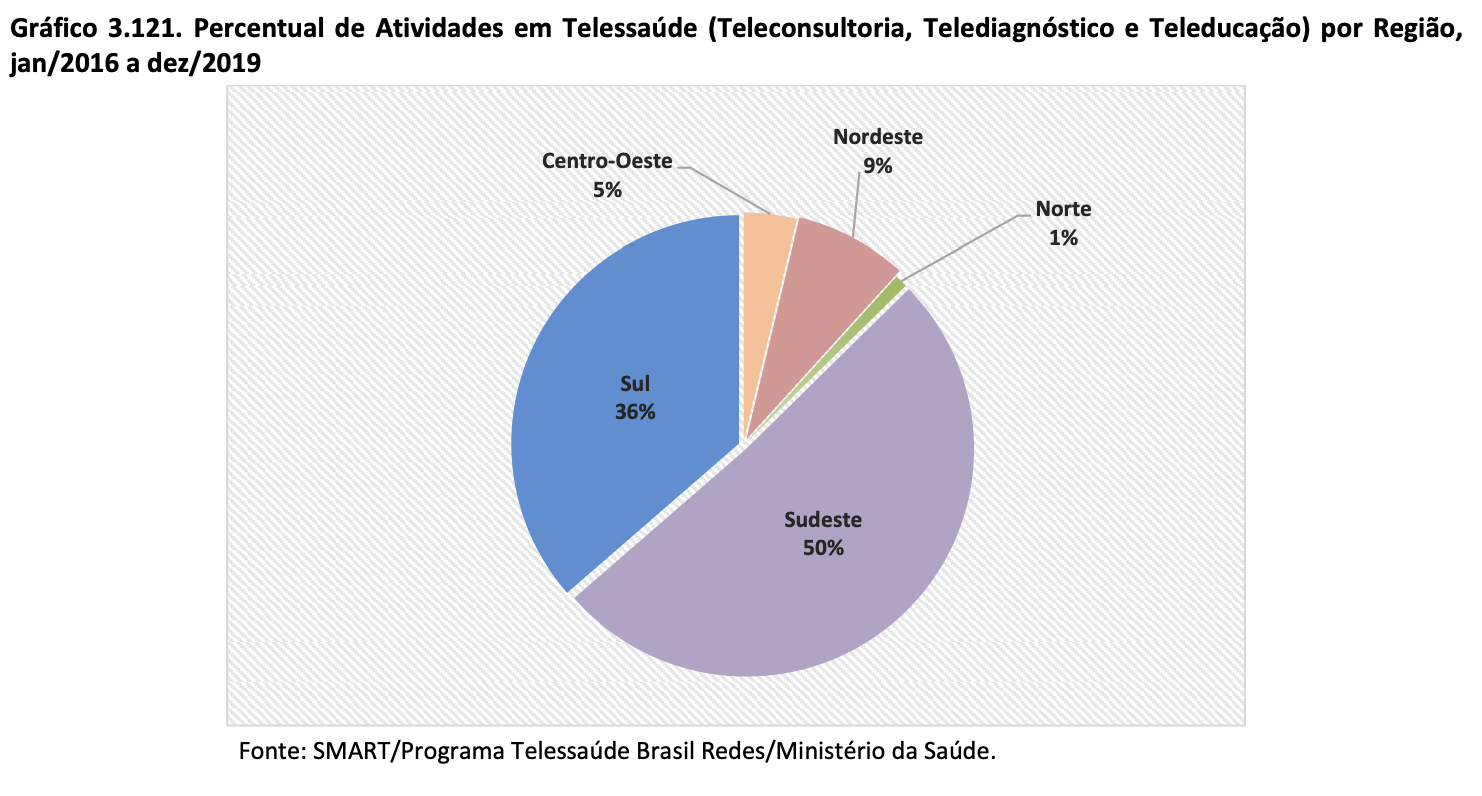 Gráfico 3.121. Percentual de Atividades em Telessaúde (Teleconsultoria, Telediagnóstico e Teleducação) por Região,
jan/2016 a dez/2019
Nordeste
9%
Centro-Oeste
5%
Norte
1%
Sul
36%
Sudeste
50%
Fonte: SMART/Programa Telessaúde Brasil Redes/Ministério da Saúde.